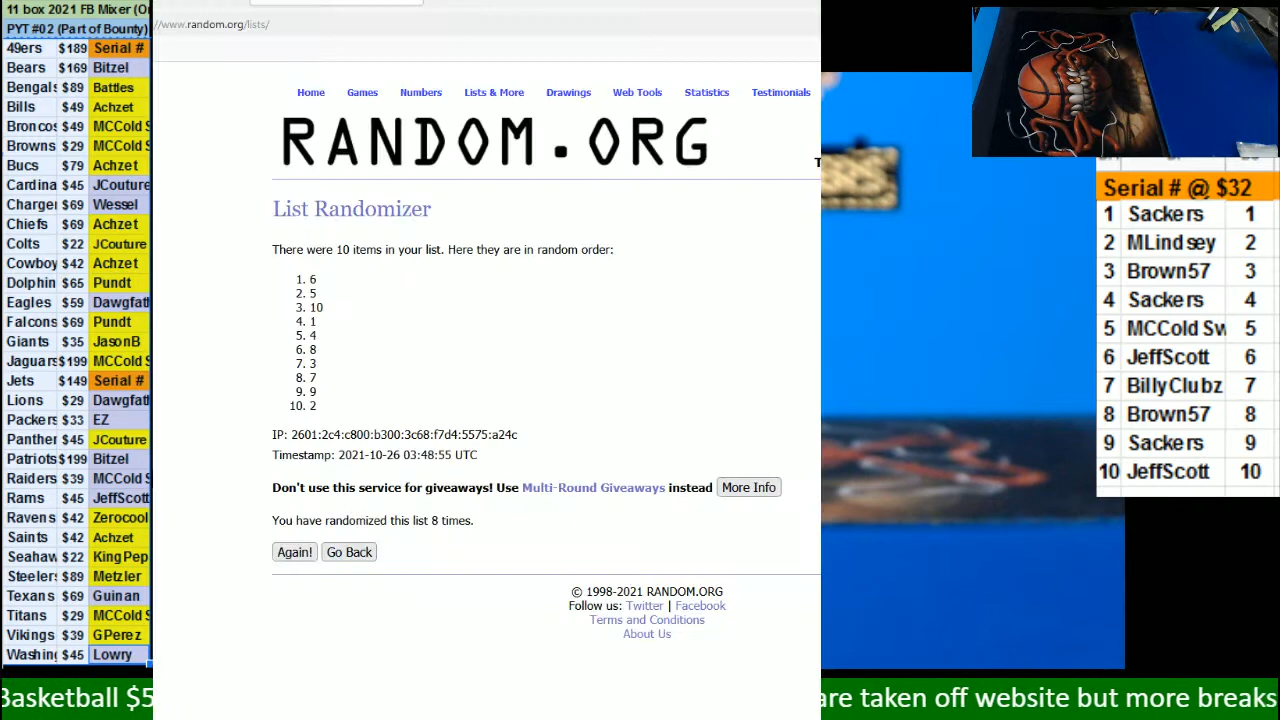 11 box 2021 FB Mixer (Or
PYT #02 (Part of Bounty)
49ers $189 Serial #
Bears $169 Bitzel
Bengals $89 Battles
Bills $49 Achzet
Broncos $49 MCCold S
Browns $29 MCCold S
Bucs $79 Achzet
Cardina $45 JCouture
Charger $69 Wessel
Chiefs $69 Achzet
Colts $22 JCouture
Cowboy $42 Achzet
Dolphin $65 Pundt
Eagles $59 Dawgfath
Falcons $69 Pundt
Giants $35 JasonB
Jaguars $199 MCCold S
Jets $149 Serial #
Lions $29 Dawgfath
Packers $33 EZ
Panther $45 JCouture
Patriots $199 Bitzel
Raiders $39 MCCold S
Rams $45 JeffScott
Ravens $42 Zerocool
Saints $42 Achzet
Seahaw $22 KingPep
Steelers $89 Metzler
Texans $69 Guinan
Titans $29 MCCold S
Vikings $39 GPerez
Washing $45 Lowry
//www.random.org/lists/
Home Games Numbers Lists & More Drawings Web Tools Statistics Testimonials
RANDOM.ORG
T
List Randomizer
There were 10 items in your list. Here they are in random order:
1. 6
2. 5
3. 10
4. 1
5. 4
6. 8
7. 3
8. 7
9. 9
10. 2
IP: 2601:2c4:c800:b300:3c68:f7d4:5575:a24c
Timestamp: 2021-10-26 03:48:55 UTC
Don't use this service for giveaways! Use Multi-Round Giveaways instead More Info
You have randomized this list 8 times.
Again! Go Back
© 1998-2021 RANDOM.ORG
Follow us: Twitter | Facebook
Terms and Conditions
About Us
Serial # @ $32
1 Sackers 1
2 MLindsey 2
3 Brown57 3
4 Sackers 4
5 MCCold Sw 5
6 JeffScott 6
7 BillyClubz 7
8 Brown57 8
9 Sackers 9
10 JeffScott 10
Basketball $5
are taken off website but more breaks